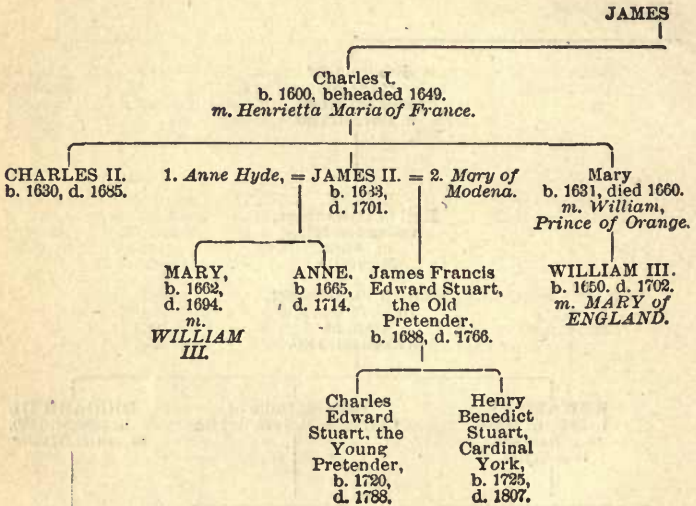 JAMES
Charles I.
b. 1600, beheaded 1649.
m. Henrietta Maria of France.
CHARLES II.
b. 1630, d. 1685.
1. Anne Hyde, = JAMES II. = 2. Mary of
Modena.
b. 1633,
d. 1701.
Mary
b. 1631, died 1660.
m. William,
Prince of Orange.
MARY,
b. 1662,
d. 1694.
m.
WILLIAM
III.
ANNE,
b 1665,
d. 1714.
James Francis
Edward Stuart,
the Old
Pretender,
b. 1688, d. 1766.
WILLIAM III.
b. 1650. d. 1702.
m. MARY of
ENGLAND.
Charles
Edward
Stuart, the
Young
Pretender,
b. 1720,
d. 1788.
Henry
Benedict
Stuart,
Cardinal
York,
b. 1725,
d. 1807.